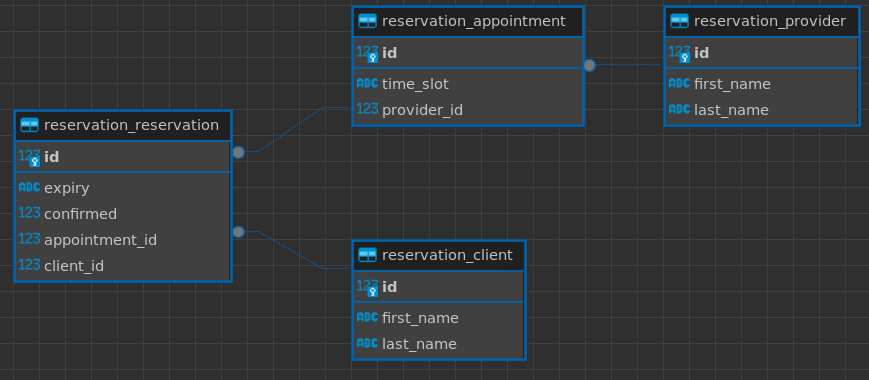 reservation_appointment
123 id
ABC time_slot
123 provider_id
reservation_provider
123 id
ABC first_name
ABC last_name
reservation_reservation
123 id
ABC expiry
123 confirmed
123 appointment_id
123 client_id
reservation_client
123 id
ABC first_name
ABC last_name